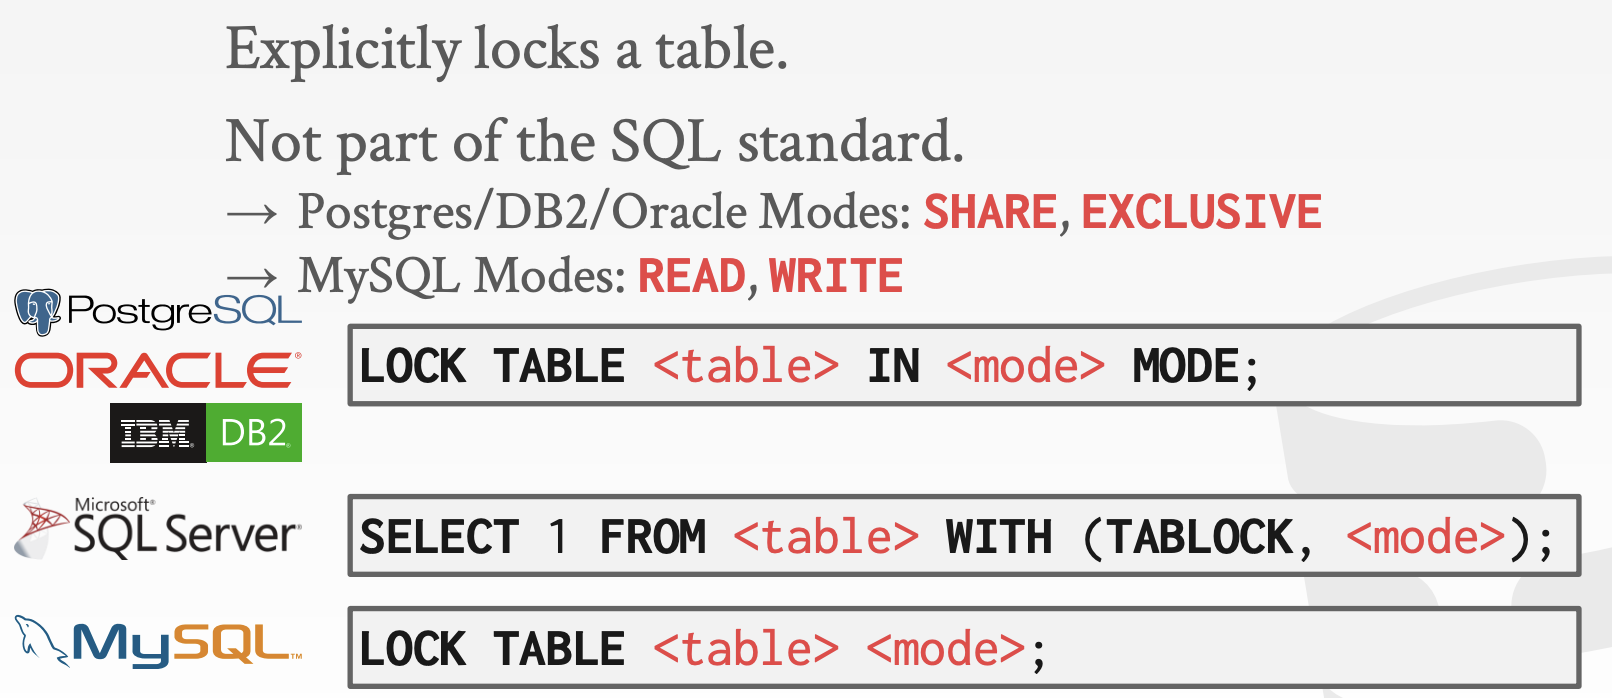 Explicitly locks a table.
Not part of the SQL standard.
→ Postgres/DB2/Oracle Modes: SHARE, EXCLUSIVE
→ MySQL Modes: READ, WRITE
PostgreSQL
ORACLE®
IBM® DB2®
LOCK TABLE <table> IN <mode> MODE;
Microsoft®
SQL Server®
SELECT 1 FROM <table> WITH (TABLOCK, <mode>);
MySQL™
LOCK TABLE <table> <mode>;